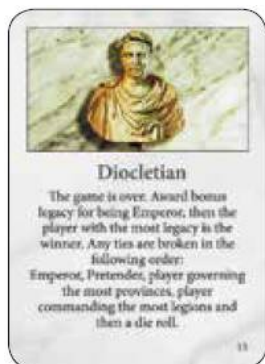 Diocletian
The game is over. Award bonus
legacy for being Emperor, then the
player with the most legacy is the
winner. Any ties are broken in the
following order:
Emperor, Pretender, player governing
the most provinces, player
commanding the most legions and
then a die roll.